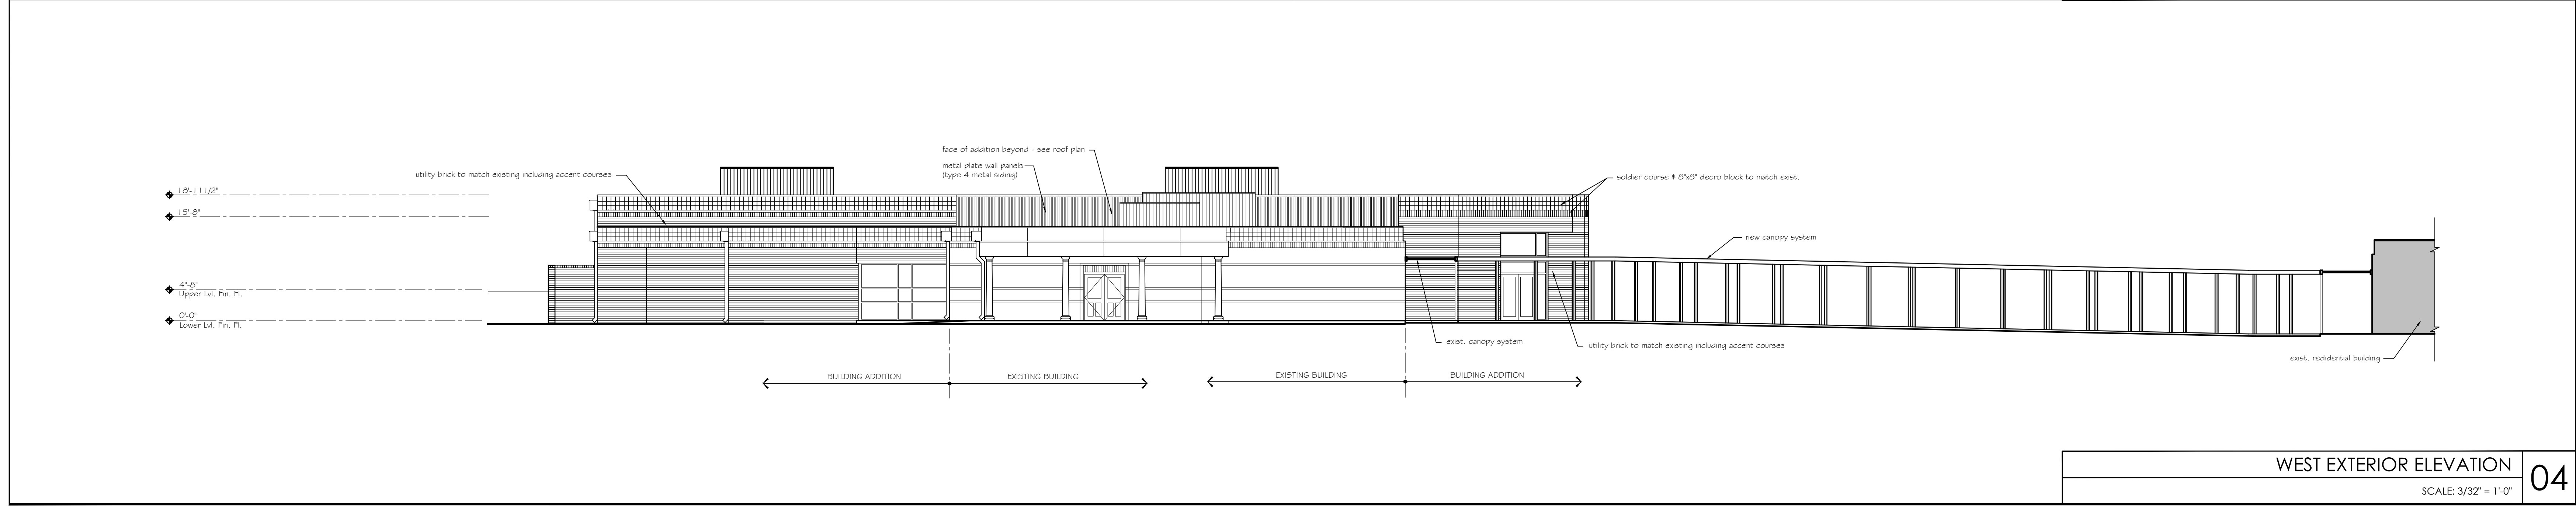 face of addition beyond - see roof plan
metal plate wall panels
(type 4 metal siding)
utility brick to match existing including accent courses
soldier course & 8"x8" decro block to match exist.
18'-11 1/2"
15'-8"
new canopy system
4'-8"
Upper Lvl. Fin. Fl.
0'-0"
Lower Lvl. Fin. Fl.
exist. canopy system
utility brick to match existing including accent courses
exist. redidential building
BUILDING ADDITION
EXISTING BUILDING
EXISTING BUILDING
BUILDING ADDITION
WEST EXTERIOR ELEVATION
SCALE: 3/32" = 1'-0"
04